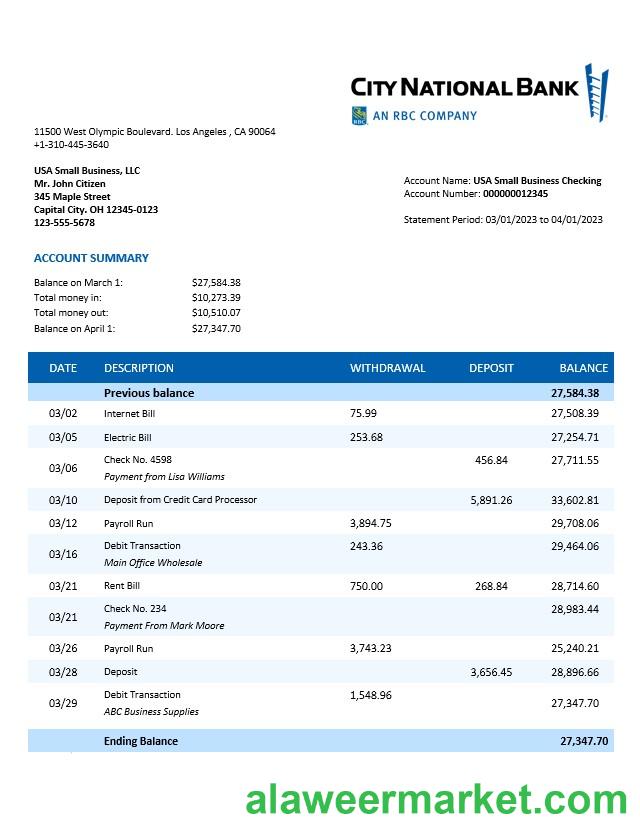 CITY NATIONAL BANK
RBC
AN RBC COMPANY
11500 West Olympic Boulevard. Los Angeles , CA 90064
+1-310-445-3640
USA Small Business, LLC
Mr. John Citizen
345 Maple Street
Capital City. OH 12345-0123
123-555-5678
Account Name: USA Small Business Checking
Account Number: 000000012345
Statement Period: 03/01/2023 to 04/01/2023
ACCOUNT SUMMARY
Balance on March 1: $27,584.38
Total money in: $10,273.39
Total money out: $10,510.07
Balance on April 1: $27,347.70
DATE DESCRIPTION WITHDRAWAL DEPOSIT BALANCE
Previous balance 27,584.38
03/02 Internet Bill 75.99 27,508.39
03/05 Electric Bill 253.68 27,254.71
03/06 Check No. 4598 456.84 27,711.55
Payment from Lisa Williams
03/10 Deposit from Credit Card Processor 5,891.26 33,602.81
03/12 Payroll Run 3,894.75 29,708.06
03/16 Debit Transaction 243.36 29,464.06
Main Office Wholesale
03/21 Rent Bill 750.00 268.84 28,714.60
03/21 Check No. 234 28,983.44
Payment From Mark Moore
03/26 Payroll Run 3,743.23 25,240.21
03/28 Deposit 3,656.45 28,896.66
03/29 Debit Transaction 1,548.96 27,347.70
ABC Business Supplies
Ending Balance 27,347.70
alaweermarket.com